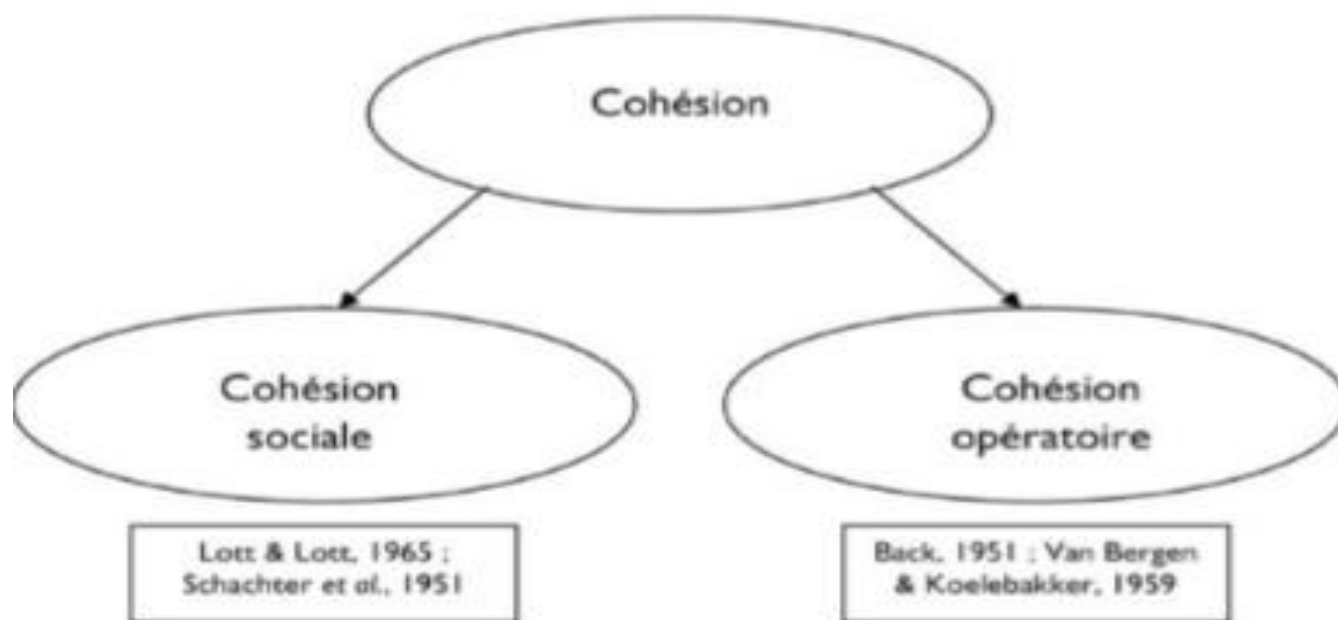 Cohésion
Cohésion
sociale
Cohésion
opératoire
Lott & Lott, 1965 ;
Schachter et al., 1951
Back, 1951 ; Van Bergen
& Koelebakker, 1959